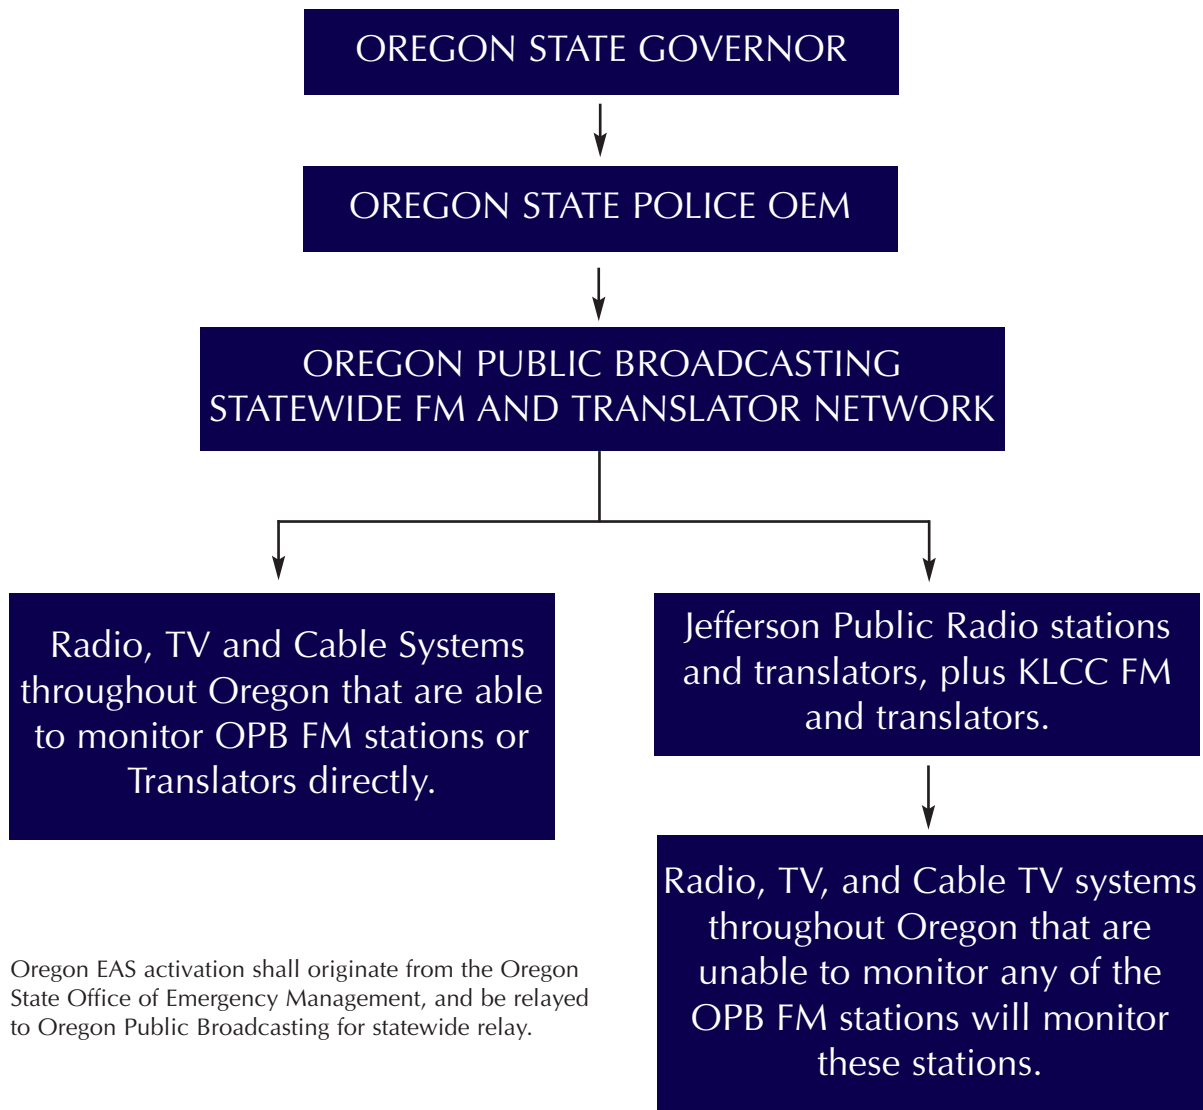 OREGON STATE GOVERNOR
OREGON STATE POLICE OEM
OREGON PUBLIC BROADCASTING
STATEWIDE FM AND TRANSLATOR NETWORK
Radio, TV and Cable Systems
throughout Oregon that are able
to monitor OPB FM stations or
Translators directly.
Jefferson Public Radio stations
and translators, plus KLCC FM
and translators.
Radio, TV, and Cable TV systems
throughout Oregon that are
unable to monitor any of the
OPB FM stations will monitor
these stations.
Oregon EAS activation shall originate from the Oregon
State Office of Emergency Management, and be relayed
to Oregon Public Broadcasting for statewide relay.